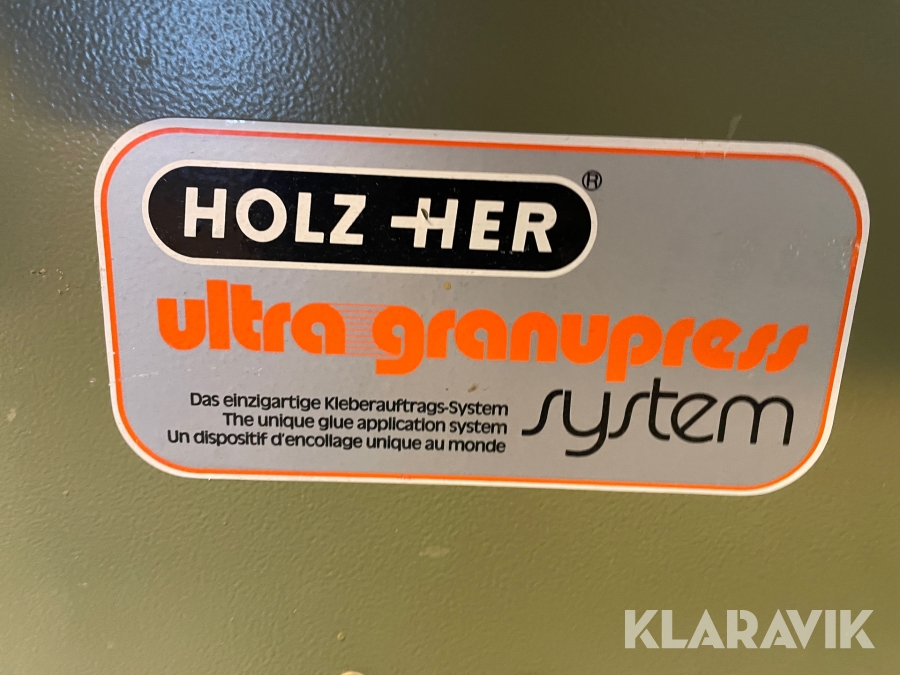 HOLZ-HER®
ultra granupress
system
Das einzigartige Kleberauftrags-System
The unique glue application system
Un dispositif d'encollage unique au monde
KLARAVIK